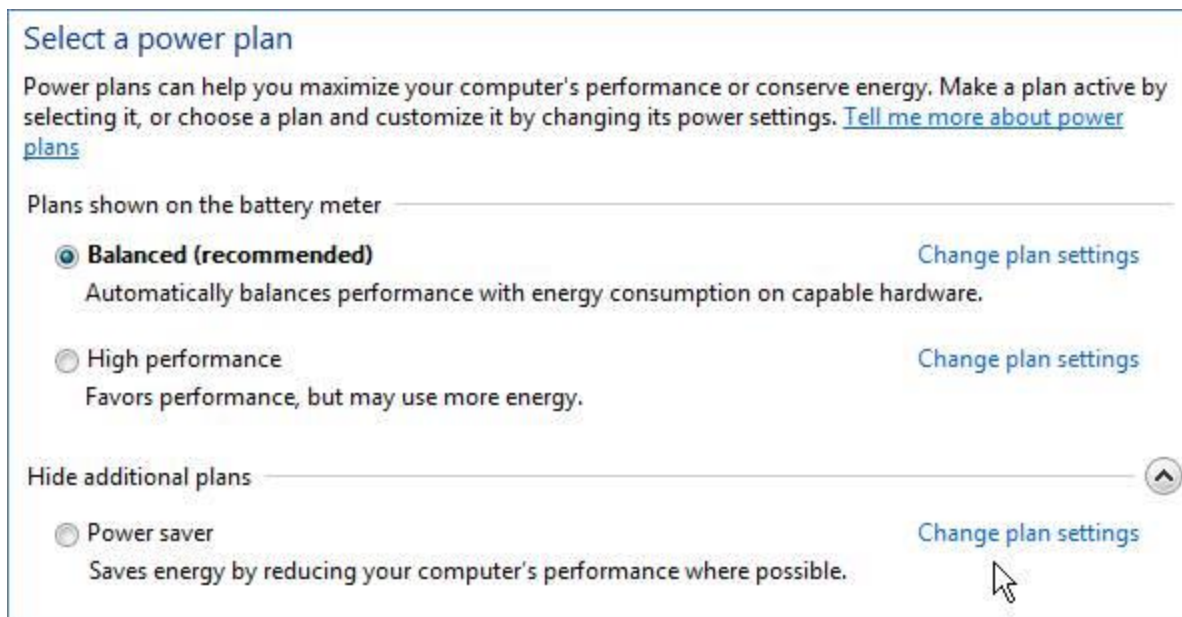 Select a power plan
Power plans can help you maximize your computer's performance or conserve energy. Make a plan active by
selecting it, or choose a plan and customize it by changing its power settings. Tell me more about power
plans
Plans shown on the battery meter
Balanced (recommended) Change plan settings
Automatically balances performance with energy consumption on capable hardware.
High performance Change plan settings
Favors performance, but may use more energy.
Hide additional plans
Power saver Change plan settings
Saves energy by reducing your computer's performance where possible.